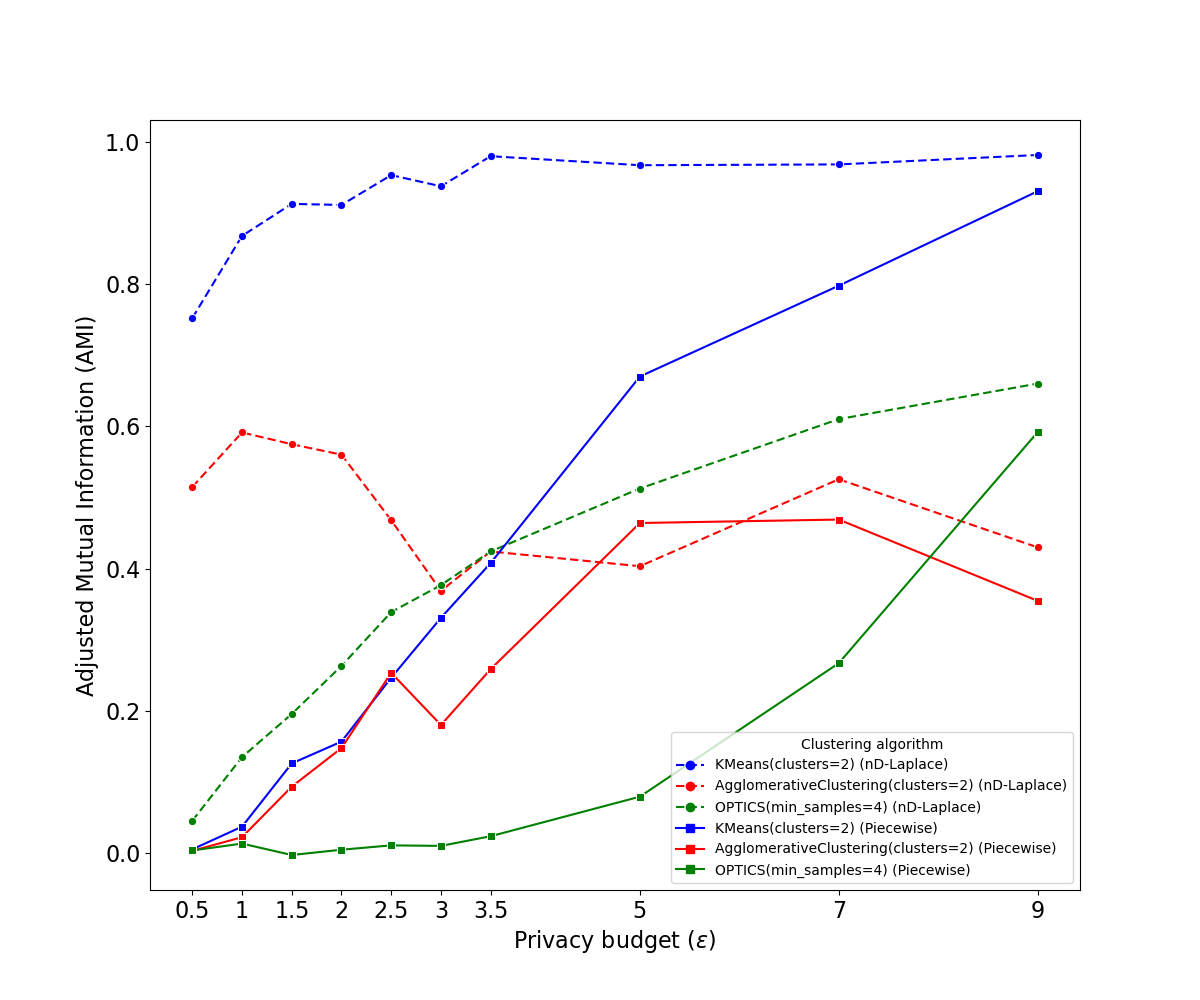 1.0
0.8
0.6
0.4
0.2
0.0
Adjusted Mutual Information (AMI)
0.5 1 1.5 2 2.5 3 3.5 5 7 9
Privacy budget (ε)
Clustering algorithm
KMeans(clusters=2) (nD-Laplace)
AgglomerativeClustering(clusters=2) (nD-Laplace)
OPTICS(min_samples=4) (nD-Laplace)
KMeans(clusters=2) (Piecewise)
AgglomerativeClustering(clusters=2) (Piecewise)
OPTICS(min_samples=4) (Piecewise)